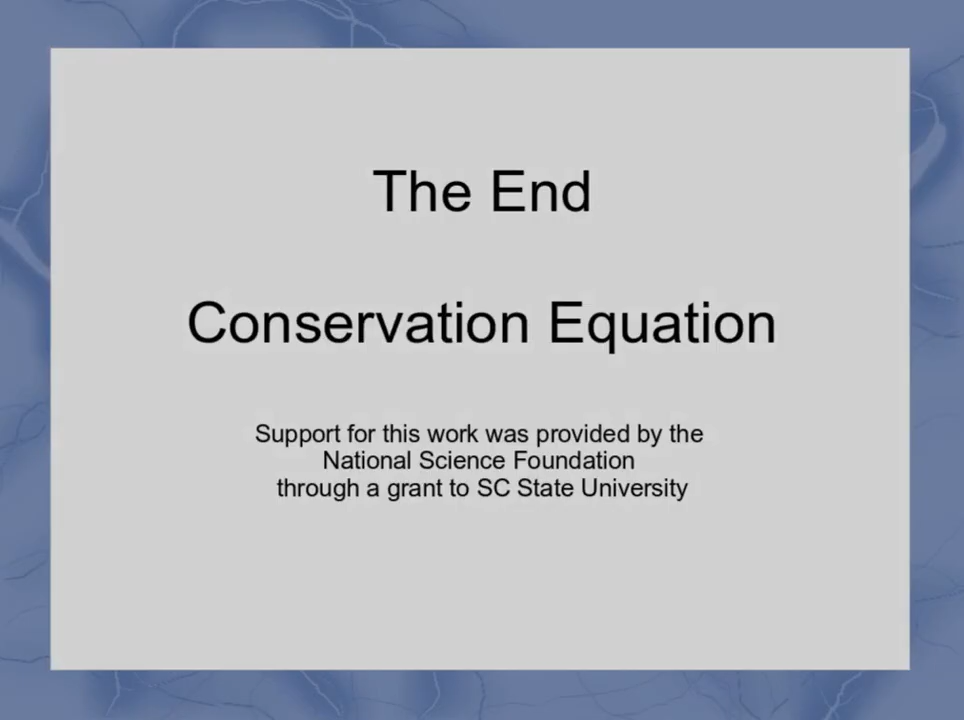 The End
Conservation Equation
Support for this work was provided by the
National Science Foundation
through a grant to SC State University